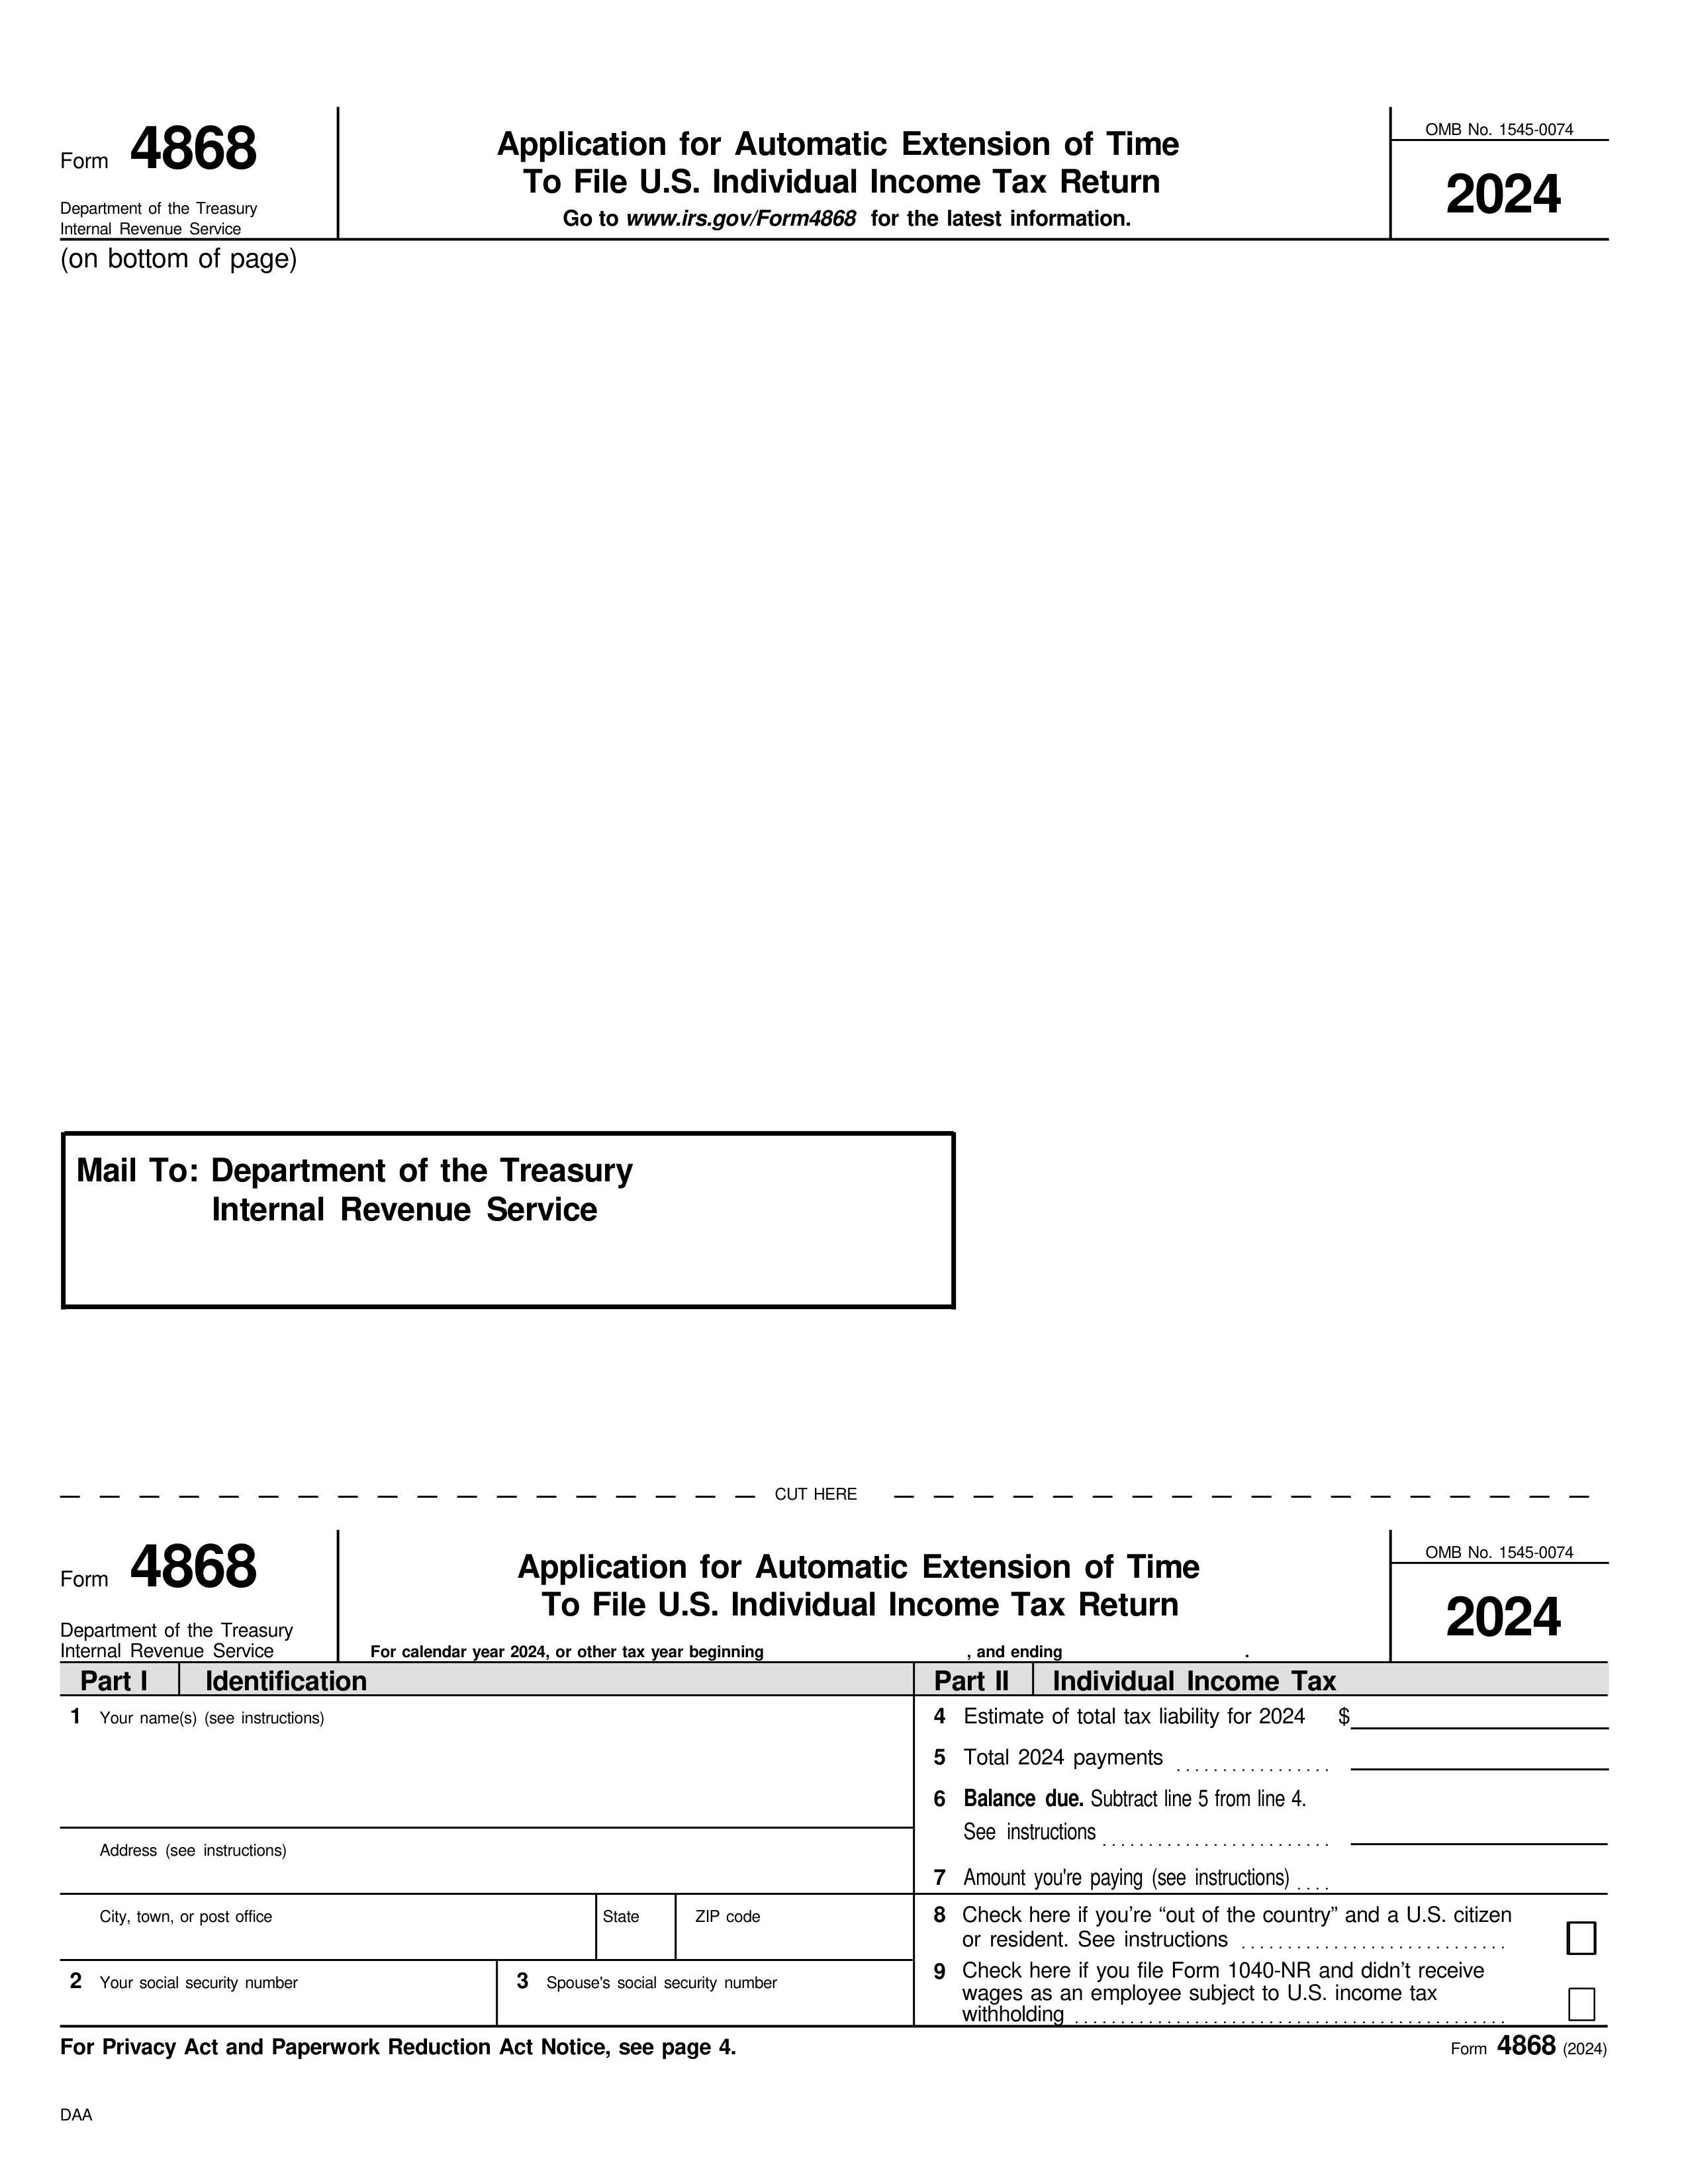 Form 4868
Department of the Treasury
Internal Revenue Service
Application for Automatic Extension of Time
To File U.S. Individual Income Tax Return
Go to www.irs.gov/Form4868 for the latest information.
OMB No. 1545-0074
2024
(on bottom of page)
Mail To: Department of the Treasury
Internal Revenue Service
CUT HERE
Form 4868
Department of the Treasury
Internal Revenue Service
Application for Automatic Extension of Time
To File U.S. Individual Income Tax Return
For calendar year 2024, or other tax year beginning , and ending .
OMB No. 1545-0074
2024
Part I Identification
1 Your name(s) (see instructions)
Address (see instructions)
City, town, or post office State ZIP code
2 Your social security number 3 Spouse's social security number
Part II Individual Income Tax
4 Estimate of total tax liability for 2024 $
5 Total 2024 payments .................
6 Balance due. Subtract line 5 from line 4.
See instructions .........................
7 Amount you're paying (see instructions) ....
8 Check here if you’re “out of the country” and a U.S. citizen
or resident. See instructions .............................
9 Check here if you file Form 1040-NR and didn’t receive
wages as an employee subject to U.S. income tax
withholding ...............................................
For Privacy Act and Paperwork Reduction Act Notice, see page 4.
Form 4868 (2024)
DAA